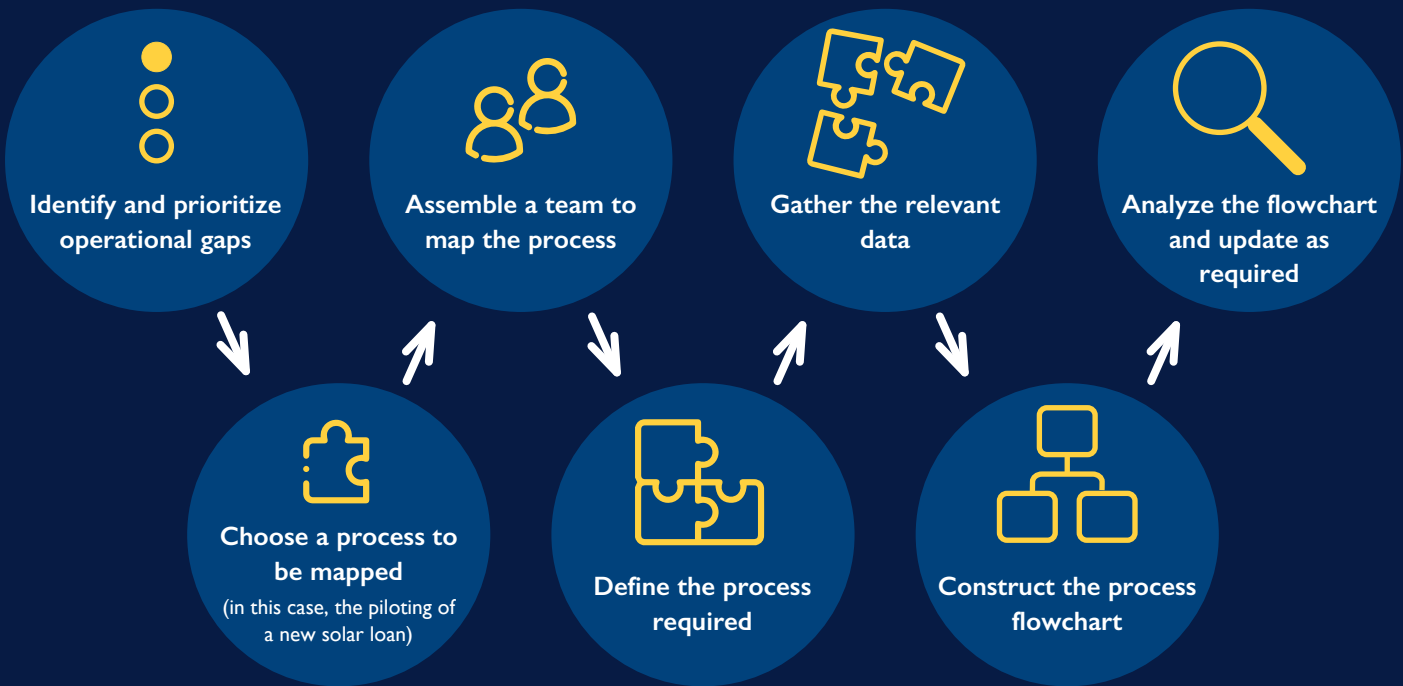 Identify and prioritize
operational gaps
Choose a process to
be mapped
(in this case, the piloting of
a new solar loan)
Assemble a team to
map the process
Define the process
required
Gather the relevant
data
Construct the process
flowchart
Analyze the flowchart
and update as
required